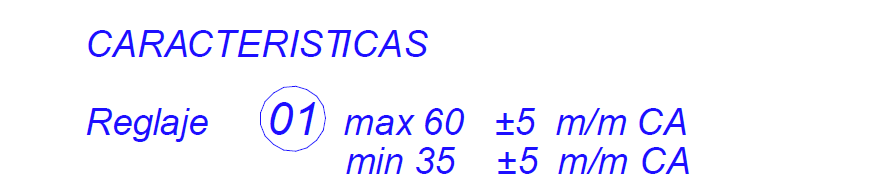 CARACTERISTICAS
Reglaje 01 max 60 ±5 m/m CA
min 35 ±5 m/m CA